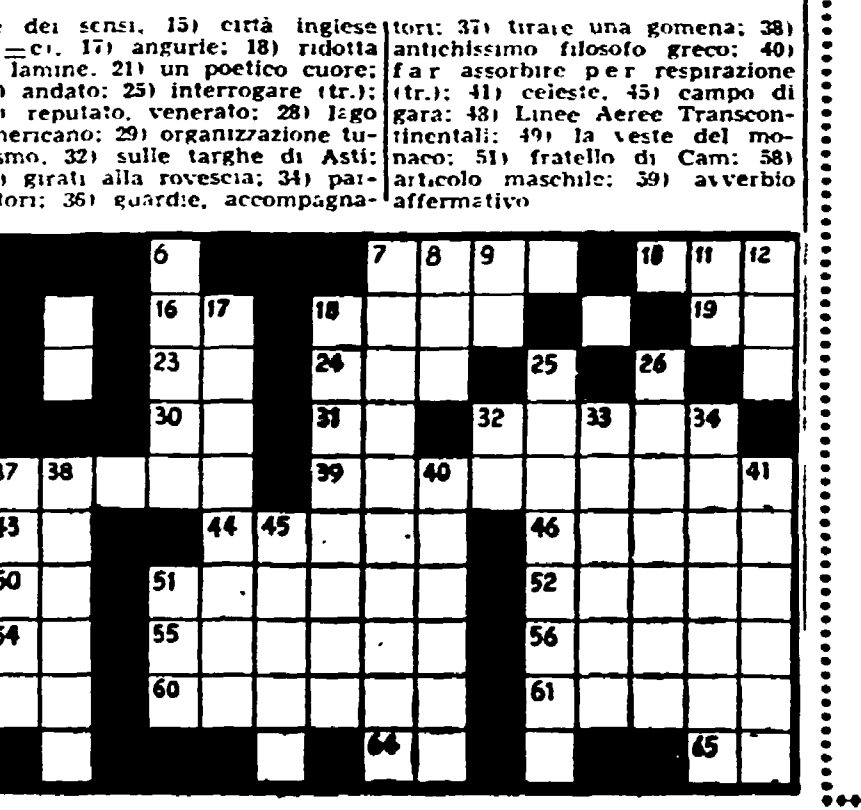 dei sensi, 15) città inglese
ci. 17) angurie; 18) ridotta
lamine. 21) un poetico cuore;
) andato; 25) interrogare (tr.);
reputato, venerato; 28) lago
mericano; 29) organizzazione tu-
smo. 32) sulle targhe di Asti;
) girati alla rovescia; 34) pai-
tori; 36) guardie, accompagna-
tori; 37) tirare una gomena; 38)
antichissimo filosofo greco; 40)
far assorbire per respirazione
(tr.); 41) celeste, 45) campo di
gara: 48) Linee Aeree Transcon-
tinentali; 49) la veste del mo-
naco; 51) fratello di Cam; 58)
articolo maschile; 59) avverbio
affermativo
6 7 8 9 10 11 12
16 17 18 19
23 24 25 26
30 31 32 33 34
37 38 39 40 41
43 44 45 46
50 51 52
54 55 56
60 61
64 65